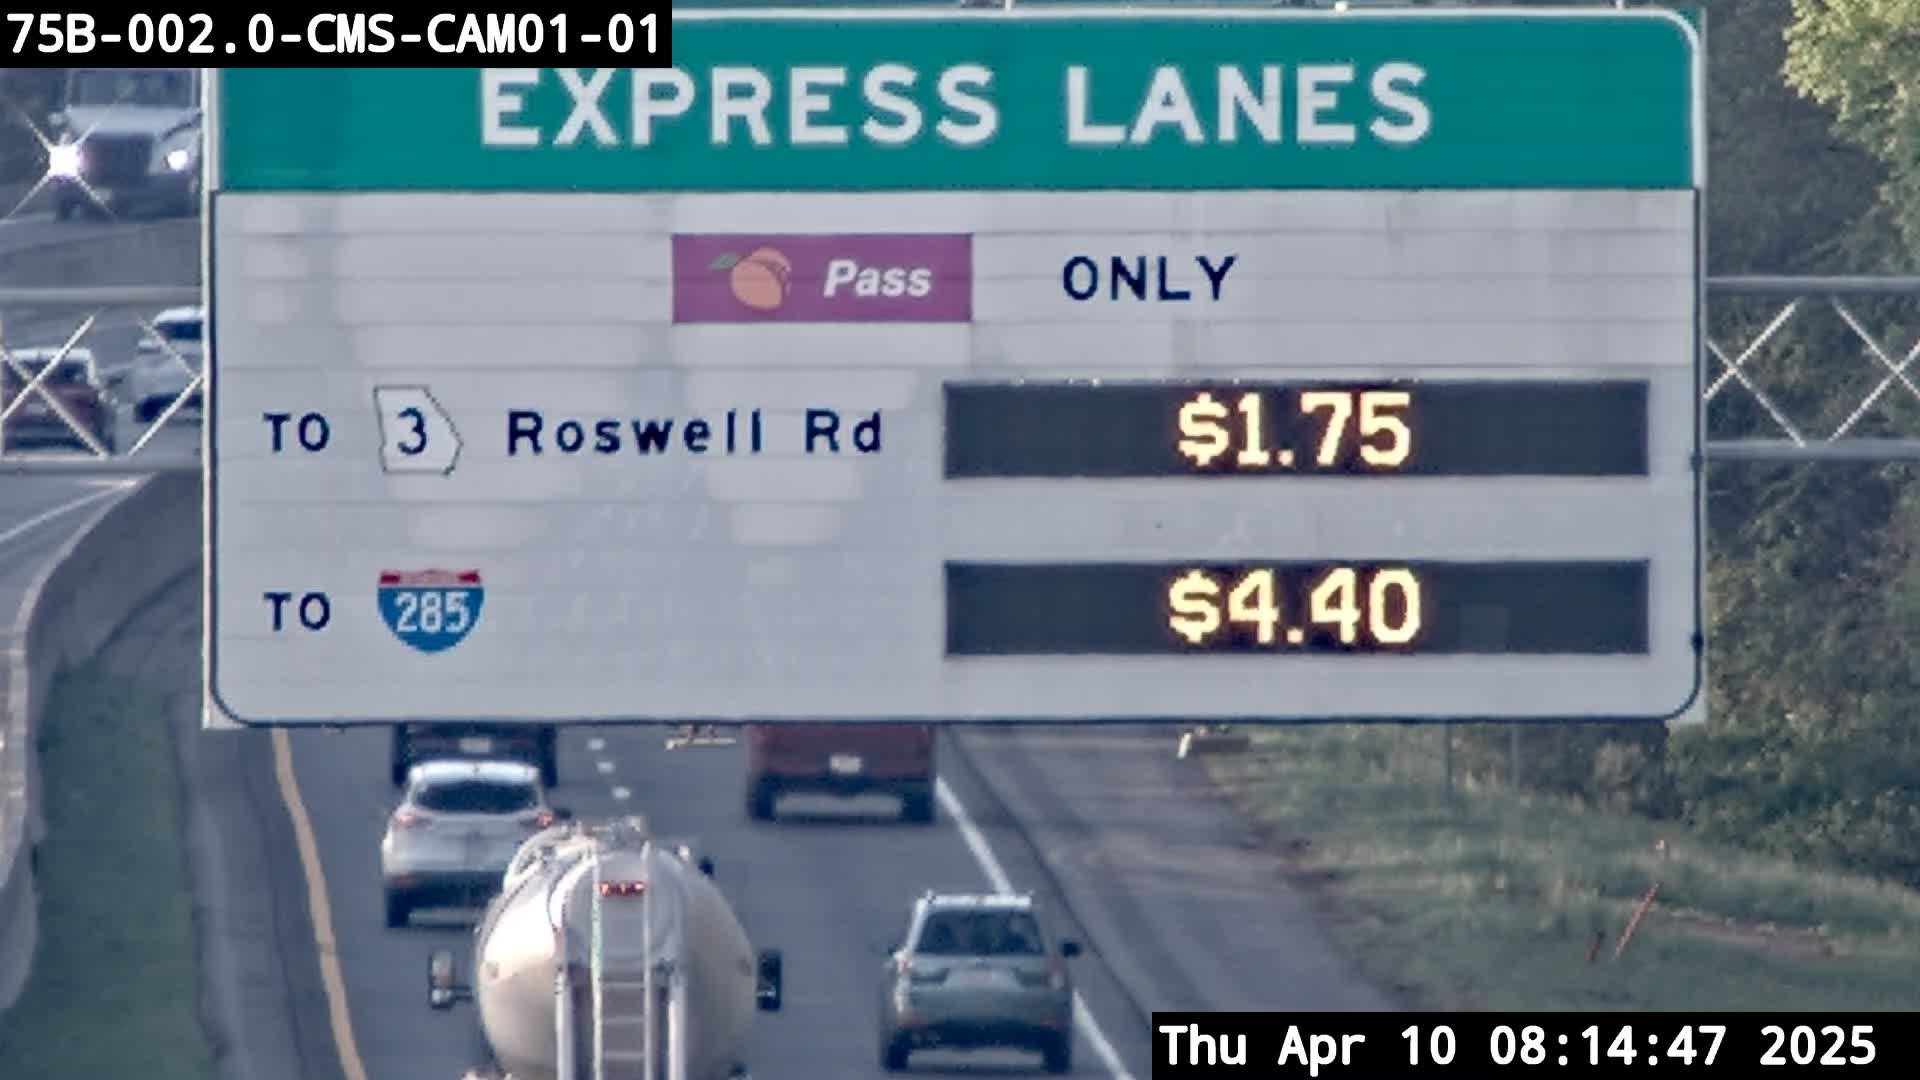 75B-002.0-CMS-CAM01-01
EXPRESS LANES
Pass ONLY
TO 3 Roswell Rd $1.75
TO 285 $4.40
Thu Apr 10 08:14:47 2025